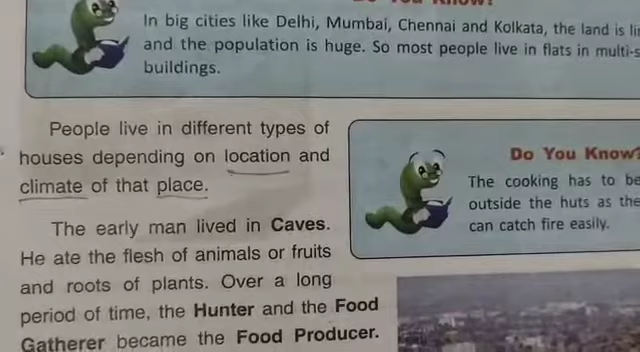 In big cities like Delhi, Mumbai, Chennai and Kolkata, the land is
and the population is huge. So most people live in flats in
buildings.
People live in different types of
houses depending on location and
climate of that place.
The early man lived in Caves.
He ate the flesh of animals or fruits
and roots of plants. Over a long
period of time, the Hunter and the Food
Gatherer became the Food Producer.
Do You Know?
The cooking has to be
outside the huts as the
can catch fire easily.